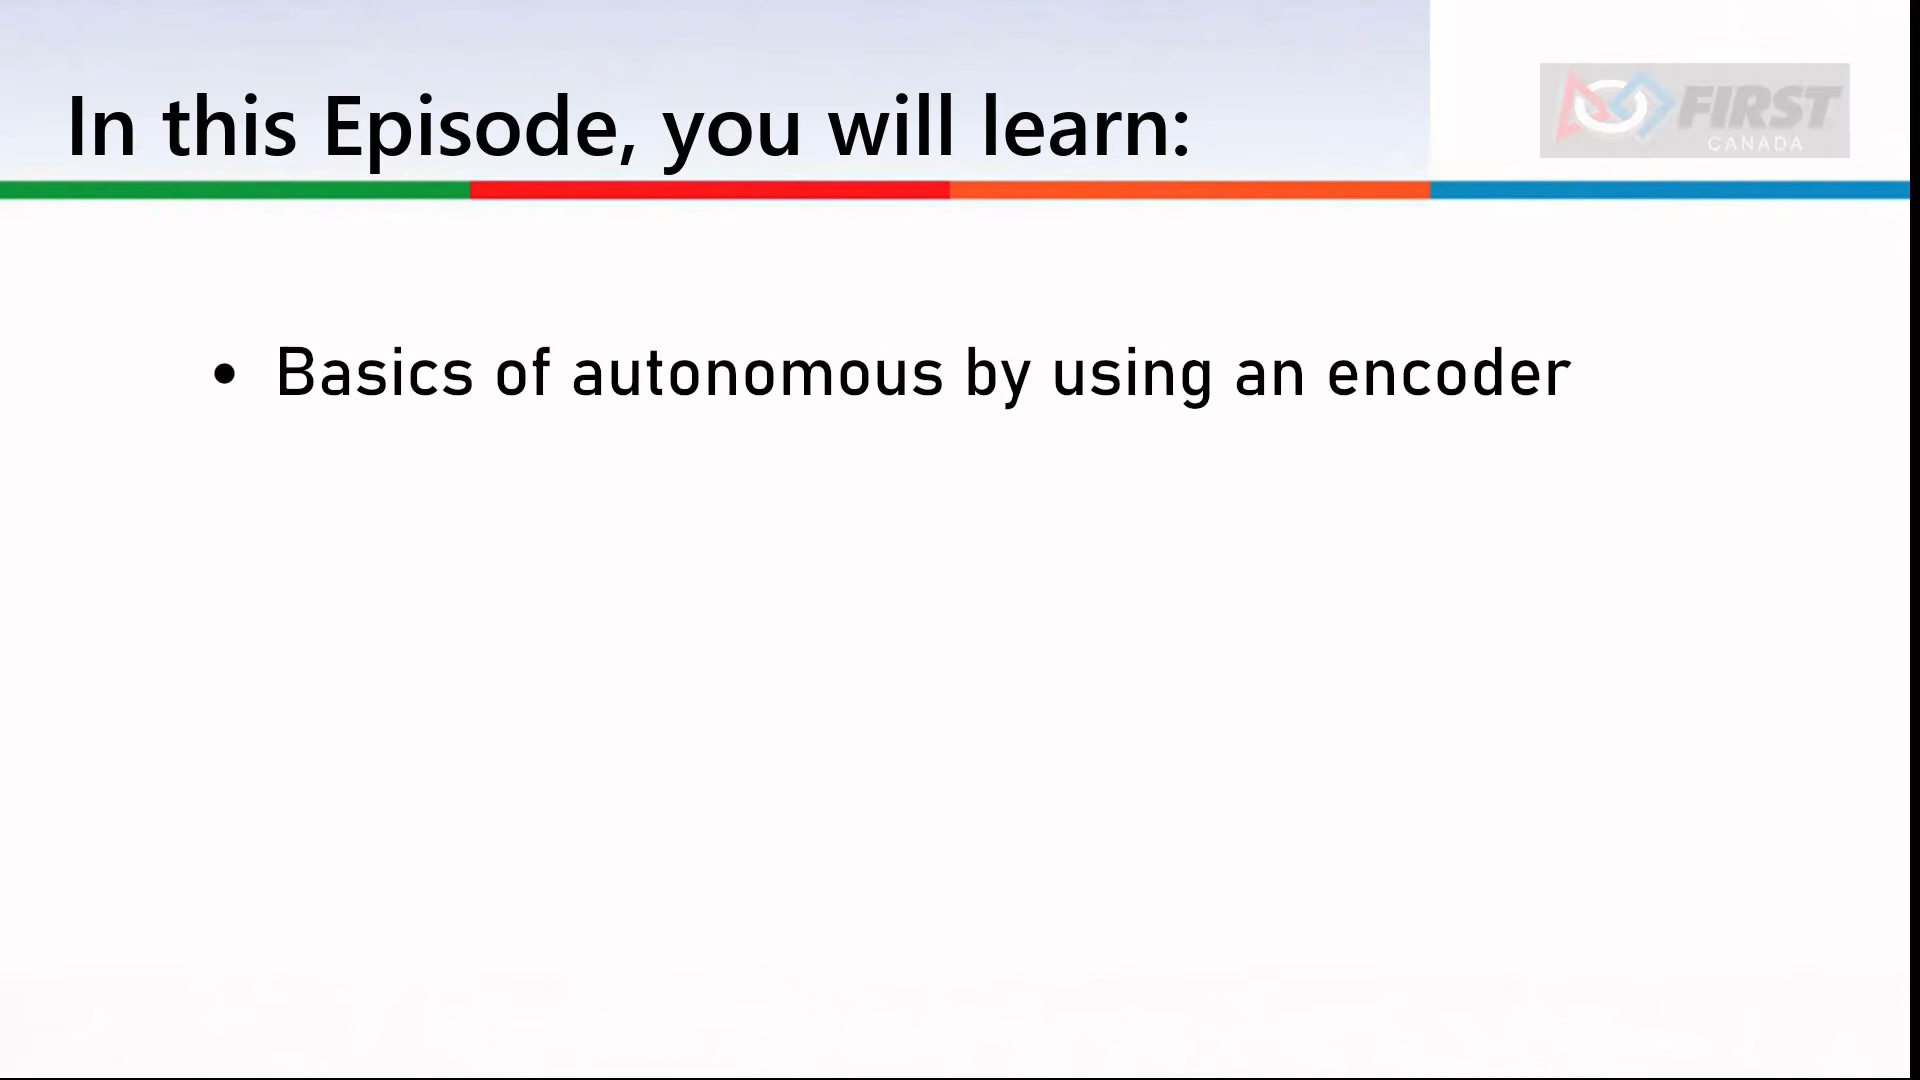 In this Episode, you will learn:
FIRST
CANADA
• Basics of autonomous by using an encoder